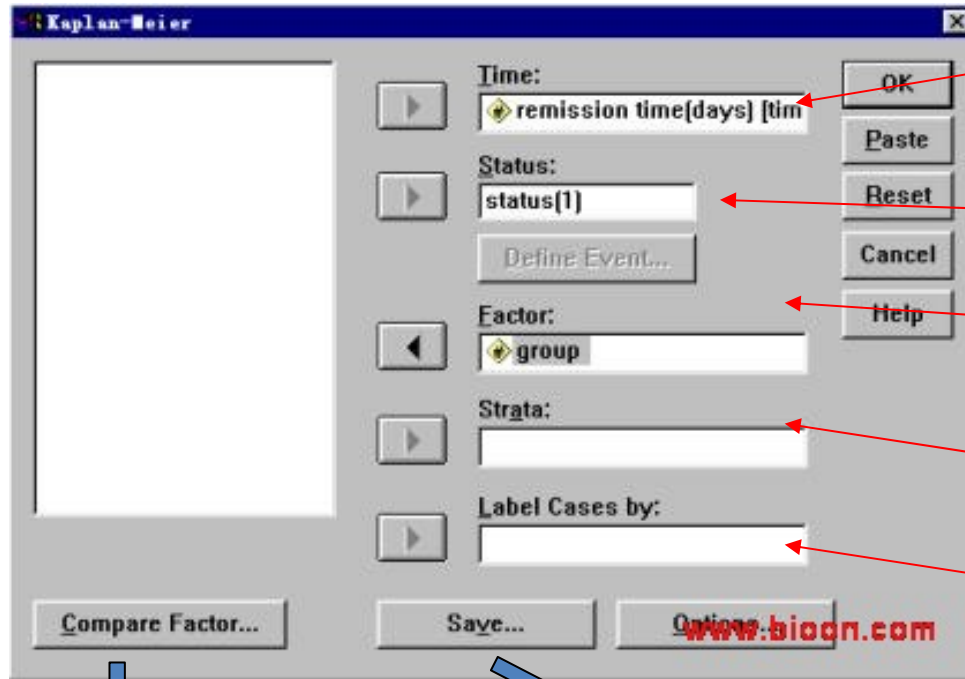 Kaplan-Meier
Time:
remission time(days) [tim
Status:
status(1)
Define Event...
Factor:
group
Strata:
Label Cases by:
OK
Paste
Reset
Cancel
Help
Compare Factor...
Save...
Options...
www.bioon.com